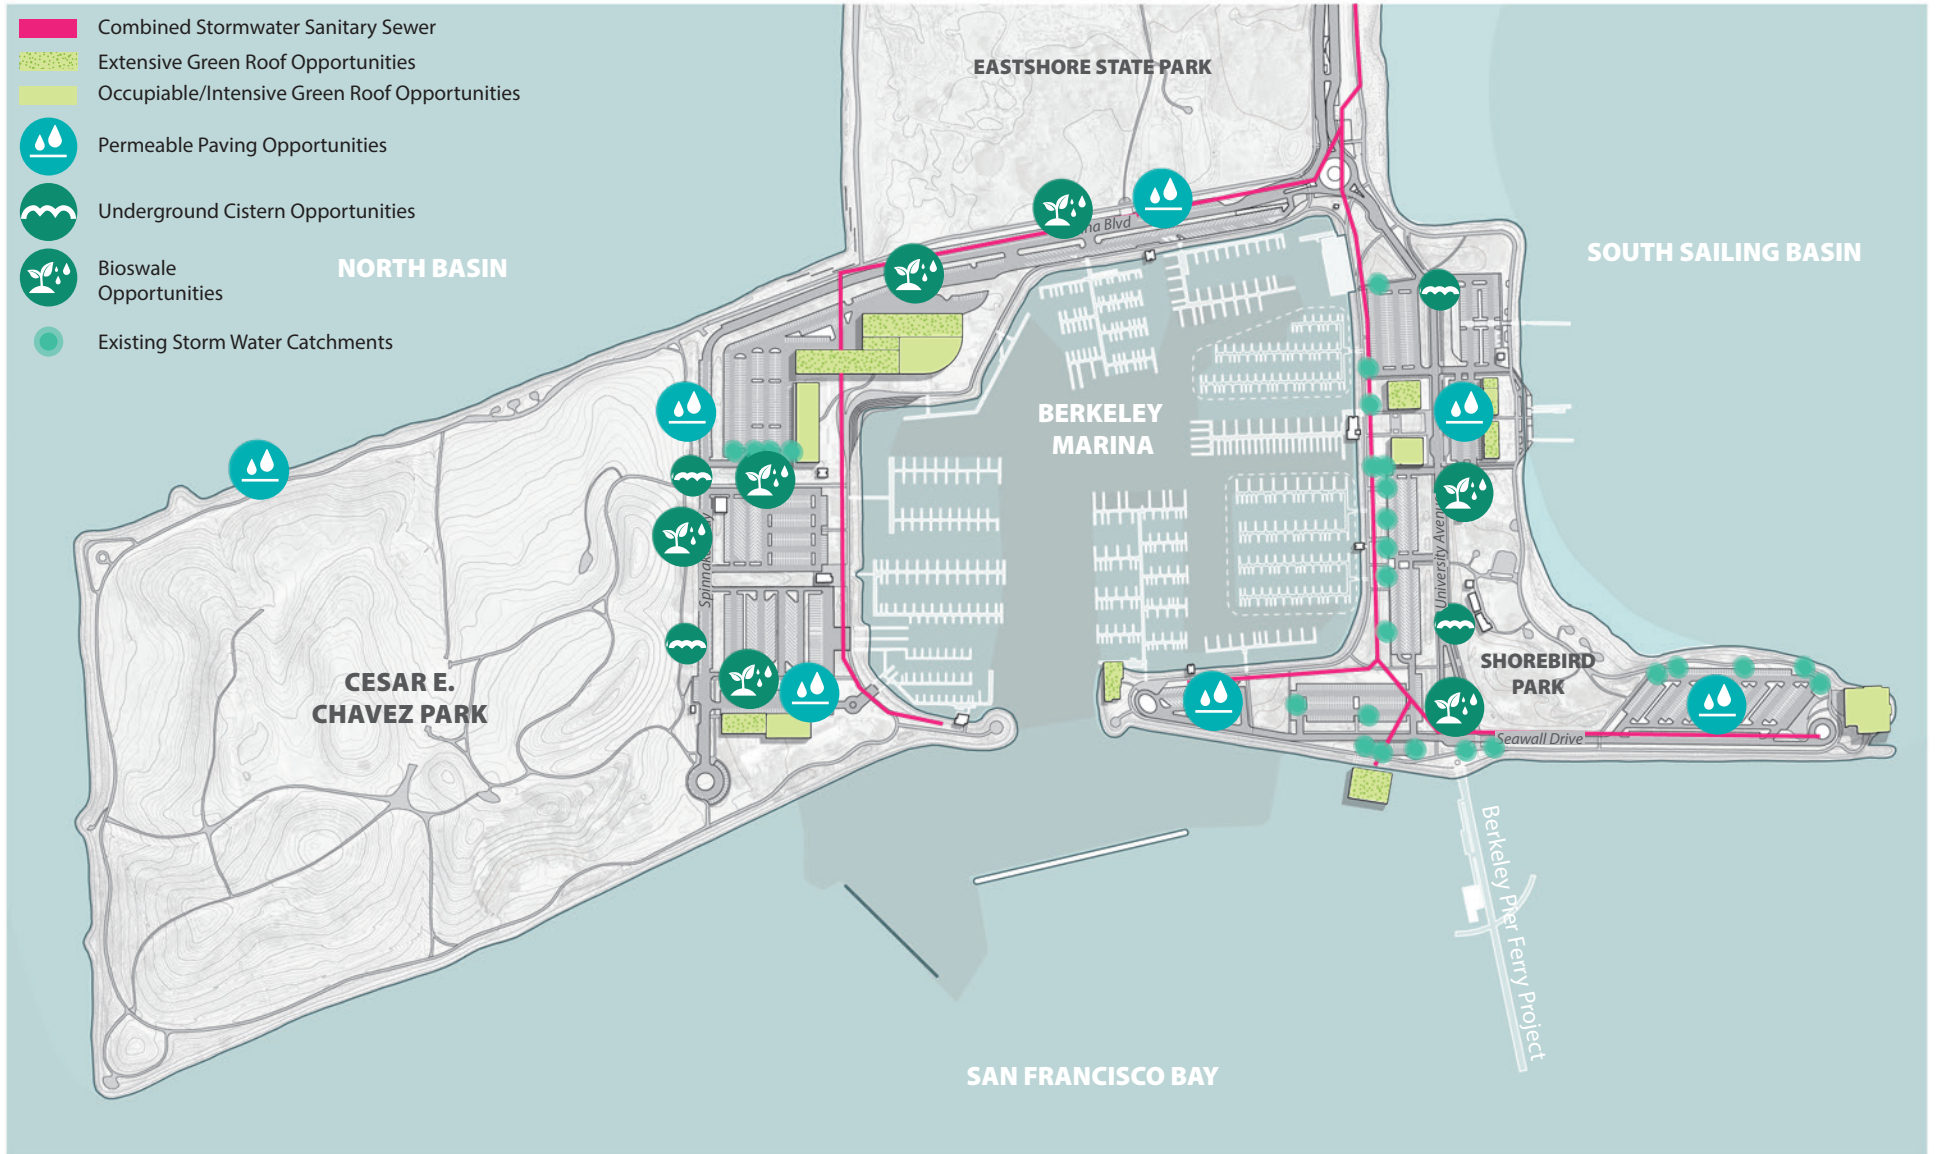 Combined Stormwater Sanitary Sewer
Extensive Green Roof Opportunities
Occupiable/Intensive Green Roof Opportunities
Permeable Paving Opportunities
Underground Cistern Opportunities
Bioswale
Opportunities
Existing Storm Water Catchments
EASTSHORE STATE PARK
NORTH BASIN
SOUTH SAILING BASIN
Blvd
BERKELEY
MARINA
University Avenue
CESAR E.
CHAVEZ PARK
SHOREBIRD
PARK
Seawall Drive
Berkeley Pier Ferry Project
SAN FRANCISCO BAY